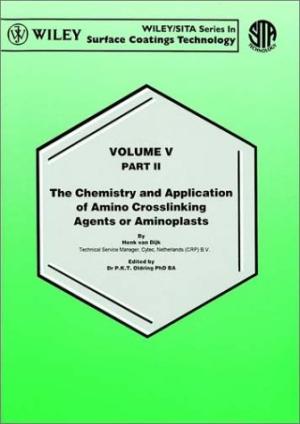 WILEY
WILEY/SITA Series In
Surface Coatings Technology
SITA
TECHNOLOGY
VOLUME V
PART II
The Chemistry and Application
of Amino Crosslinking
Agents or Aminoplasts
By
Henk van Dijk
Technical Service Manager, Cytec, Netherlands (CRP) B.V.
Edited by
Dr P.K.T. Oldring PhD BA